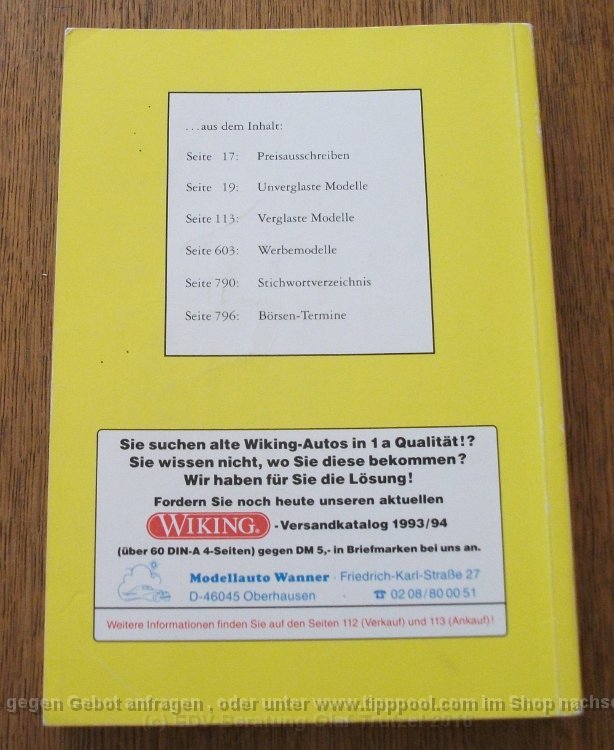 ...aus dem Inhalt:
Seite 17: Preisausschreiben
Seite 19: Unverglaste Modelle
Seite 113: Verglaste Modelle
Seite 603: Werbemodelle
Seite 790: Stichwortverzeichnis
Seite 796: Börsen-Termine
Sie suchen alte Wiking-Autos in 1a Qualität!?
Sie wissen nicht, wo Sie diese bekommen?
Wir haben für Sie die Lösung!
Fordern Sie noch heute unseren aktuellen
WIKING® -Versandkatalog 1993/94
(über 60 DIN-A 4-Seiten) gegen DM 5,- in Briefmarken bei uns an.
Modellauto Wanner · Friedrich-Karl-Straße 27
D-46045 Oberhausen ☎ 02 08/80 00 51
Weitere Informationen finden Sie auf den Seiten 112 (Verkauf) und 113 (Ankauf)!
gegen Gebot anfragen , oder unter www.tipppool.com im Shop nachse
(c) EDV-Beratung Olaf